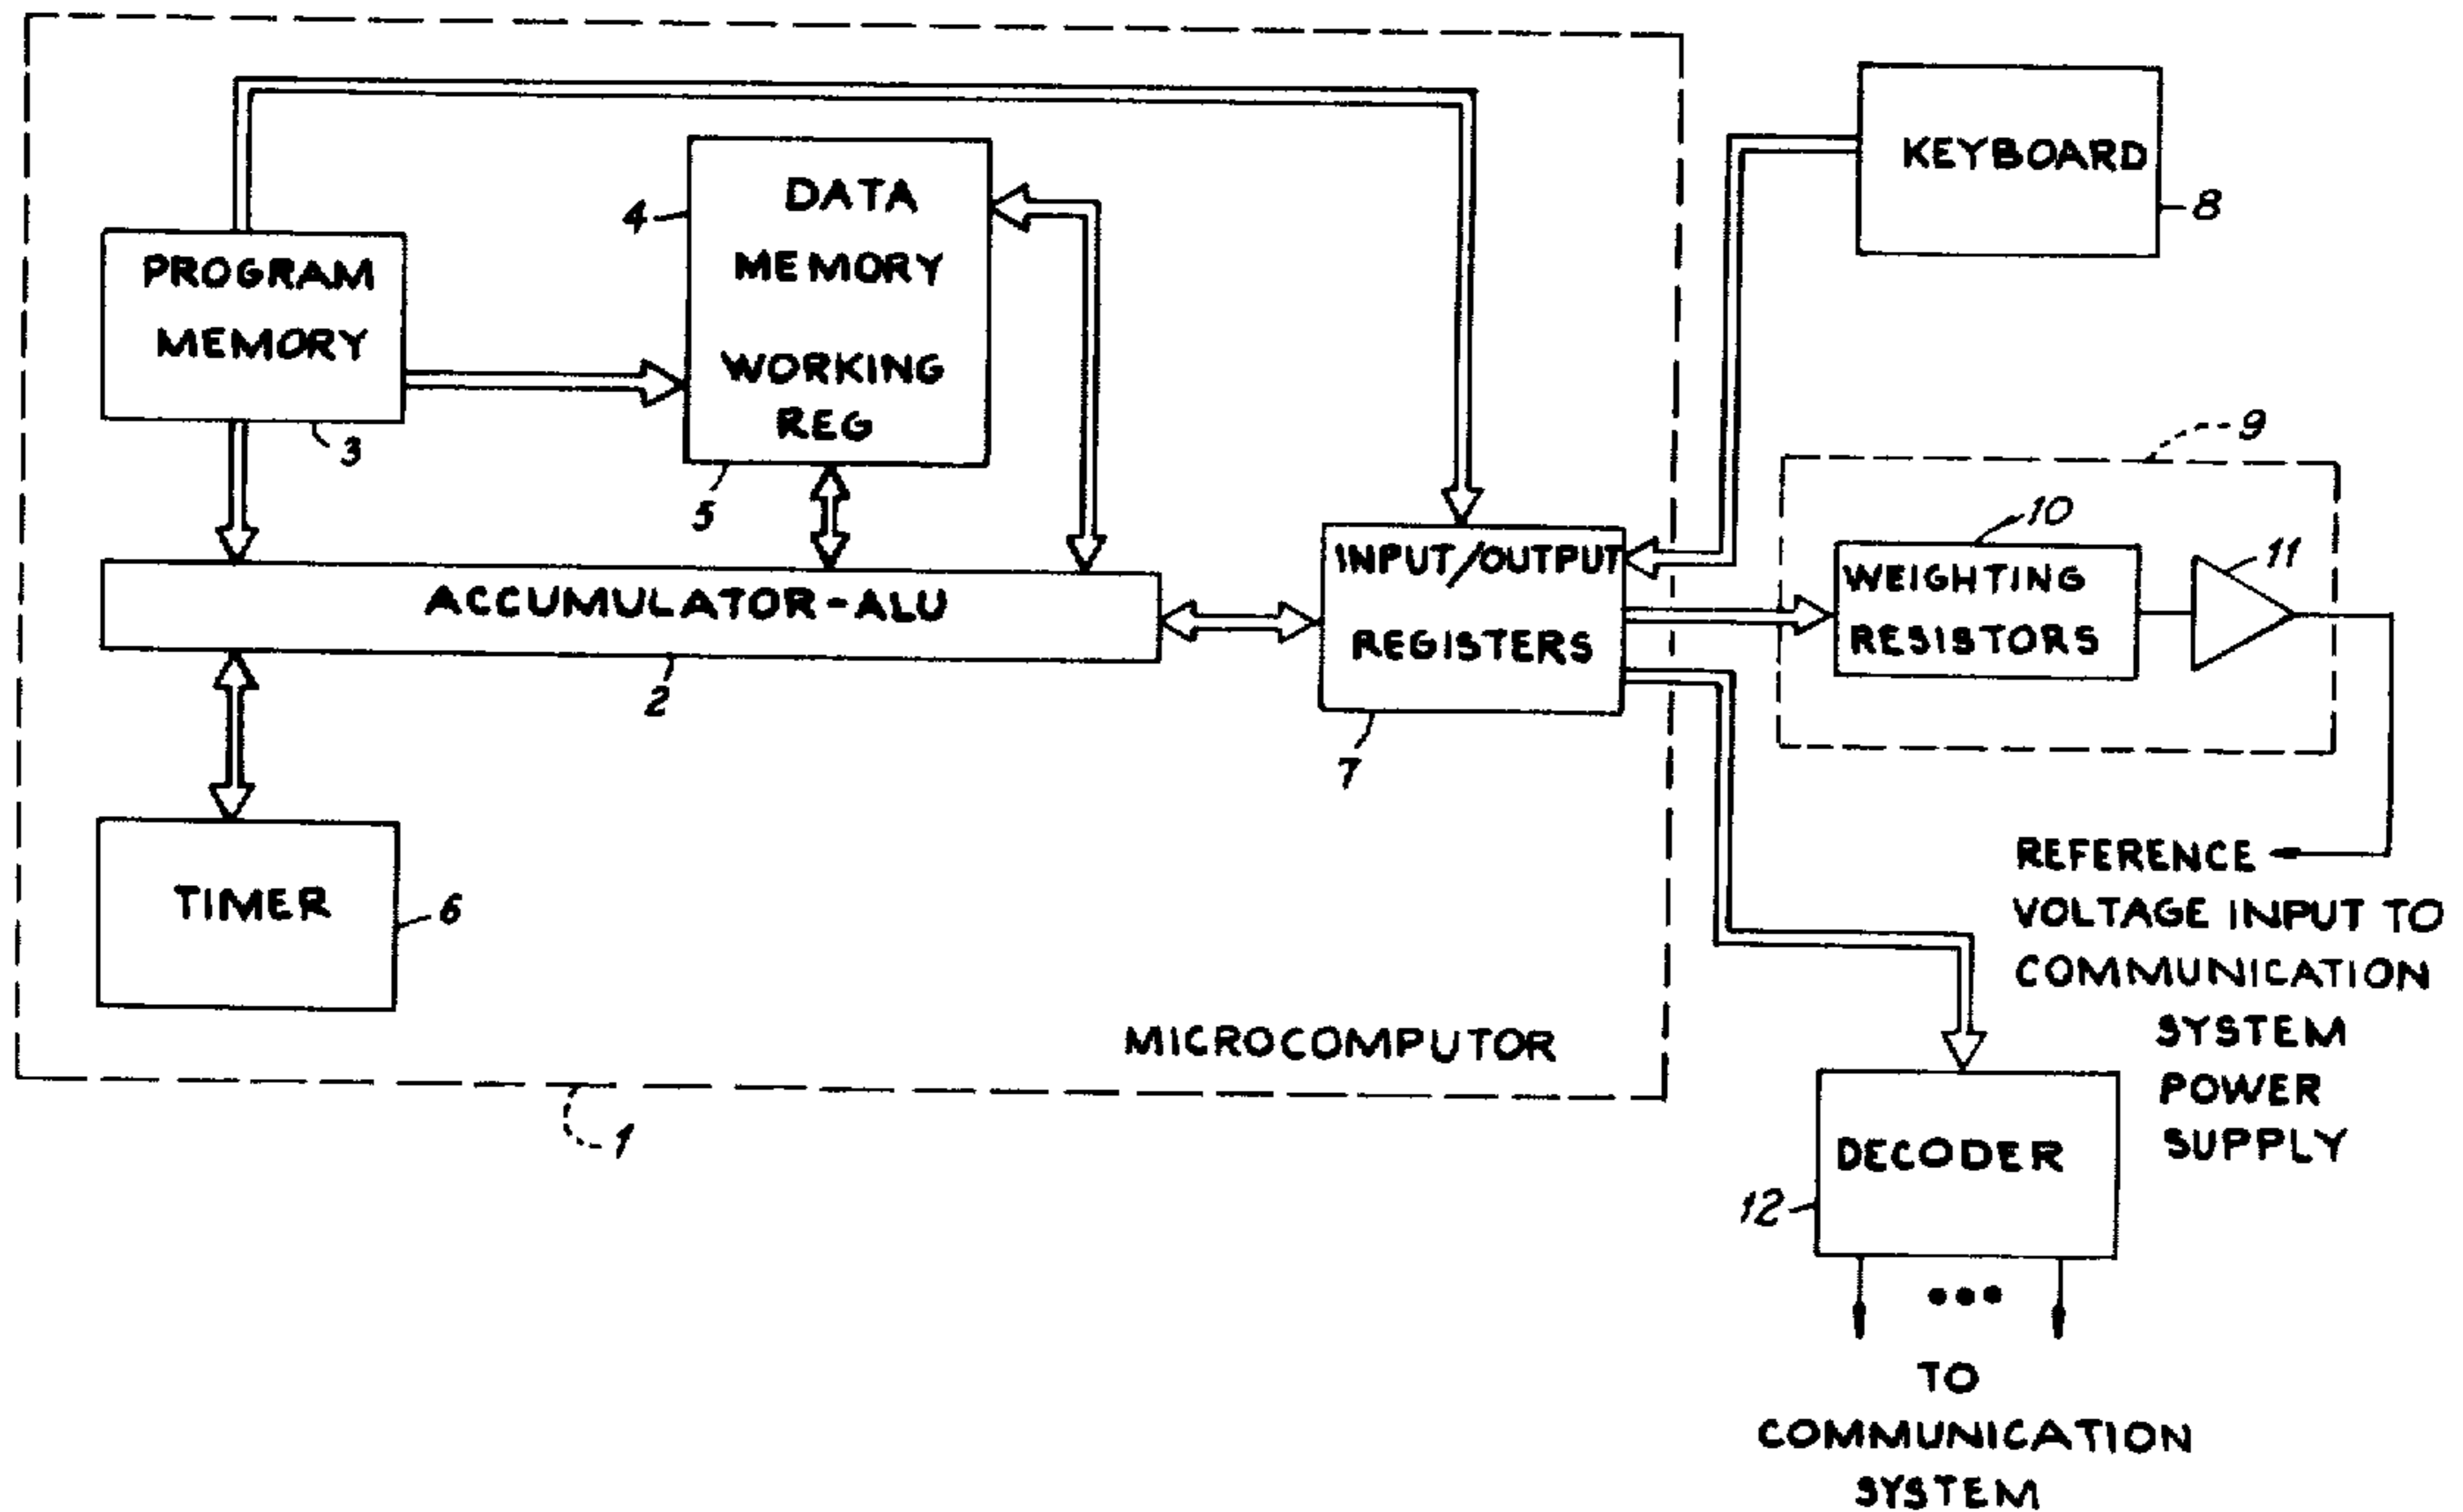 PROGRAM
MEMORY
3
4
DATA
MEMORY
WORKING
REG
5
ACCUMULATOR-ALU
2
TIMER
6
INPUT/OUTPUT
REGISTERS
7
MICROCOMPUTOR
1
KEYBOARD
8
9
10
WEIGHTING
RESISTORS
11
REFERENCE
VOLTAGE INPUT TO
COMMUNICATION
SYSTEM
POWER
SUPPLY
DECODER
12
•••
TO
COMMUNICATION
SYSTEM